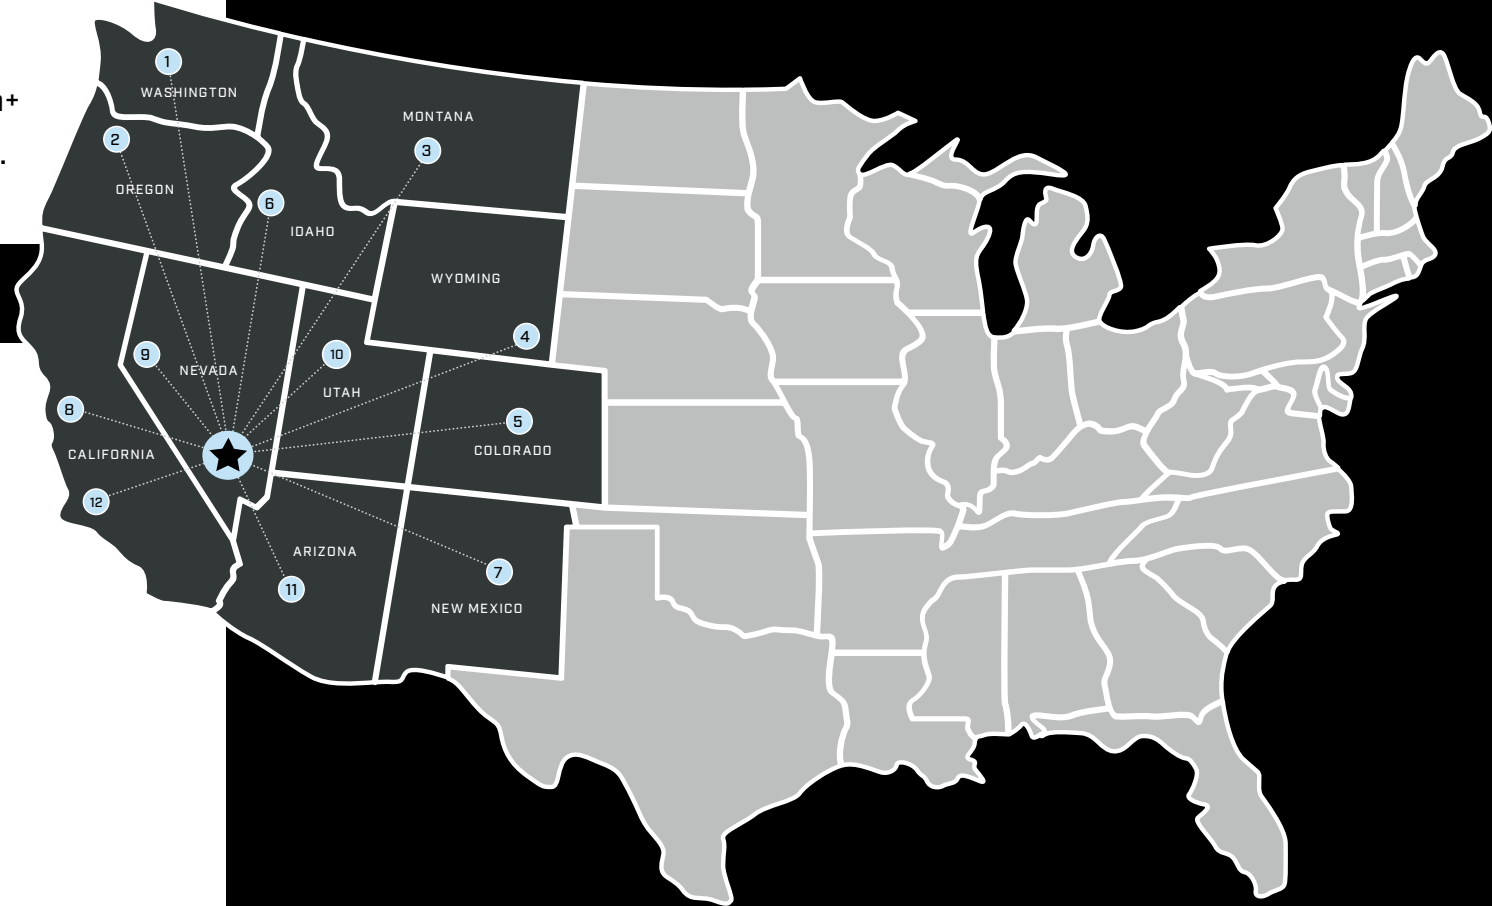 1
WASHINGTON
+
MONTANA
2
3
.
OREGON
6
IDAHO
WYOMING
4
9
10
NEVADA
UTAH
8
5
CALIFORNIA
COLORADO
12
ARIZONA
7
11
NEW MEXICO